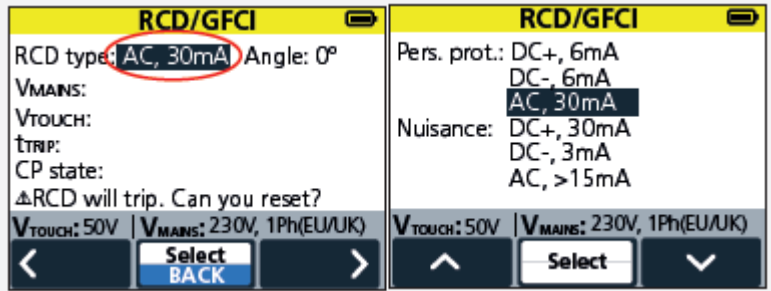 RCD/GFCI
RCD type: AC, 30mA Angle: 0°
VMAINS:
VTOUCH:
tTRIP:
CP state:
⚠RCD will trip. Can you reset?
VTOUCH: 50V | VMAINS: 230V, 1Ph(EU/UK)
< Select >
BACK
RCD/GFCI
Pers. prot.: DC+, 6mA
DC-, 6mA
AC, 30mA
Nuisance: DC+, 30mA
DC-, 3mA
AC, >15mA
VTOUCH: 50V | VMAINS: 230V, 1Ph(EU/UK)
Select